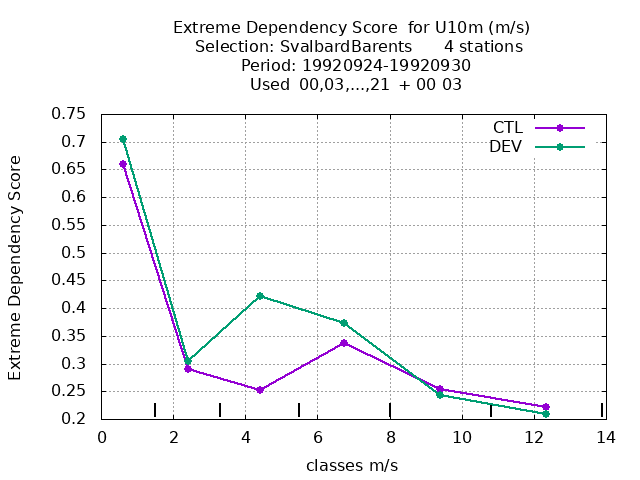 Extreme Dependency Score  for U10m (m/s)
Selection: SvalbardBarents      4 stations
Period: 19920924-19920930
Used  00,03,...,21  + 00 03
CTL
DEV
0.75
0.7
0.65
0.6
0.55
0.5
0.45
0.4
0.35
0.3
0.25
0.2
Extreme Dependency Score
0 2 4 6 8 10 12 14
classes m/s